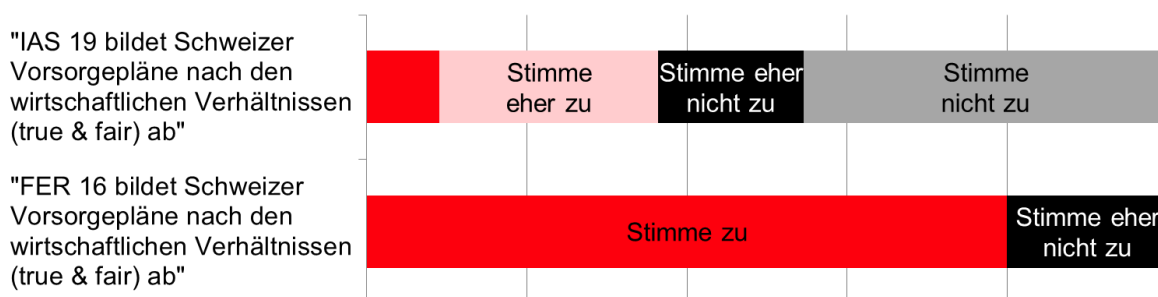 "IAS 19 bildet Schweizer
Vorsorgepläne nach den
wirtschaftlichen Verhältnissen
(true & fair) ab"
Stimme
eher zu
Stimme eher
nicht zu
Stimme
nicht zu
"FER 16 bildet Schweizer
Vorsorgepläne nach den
wirtschaftlichen Verhältnissen
(true & fair) ab"
Stimme zu
Stimme eher
nicht zu